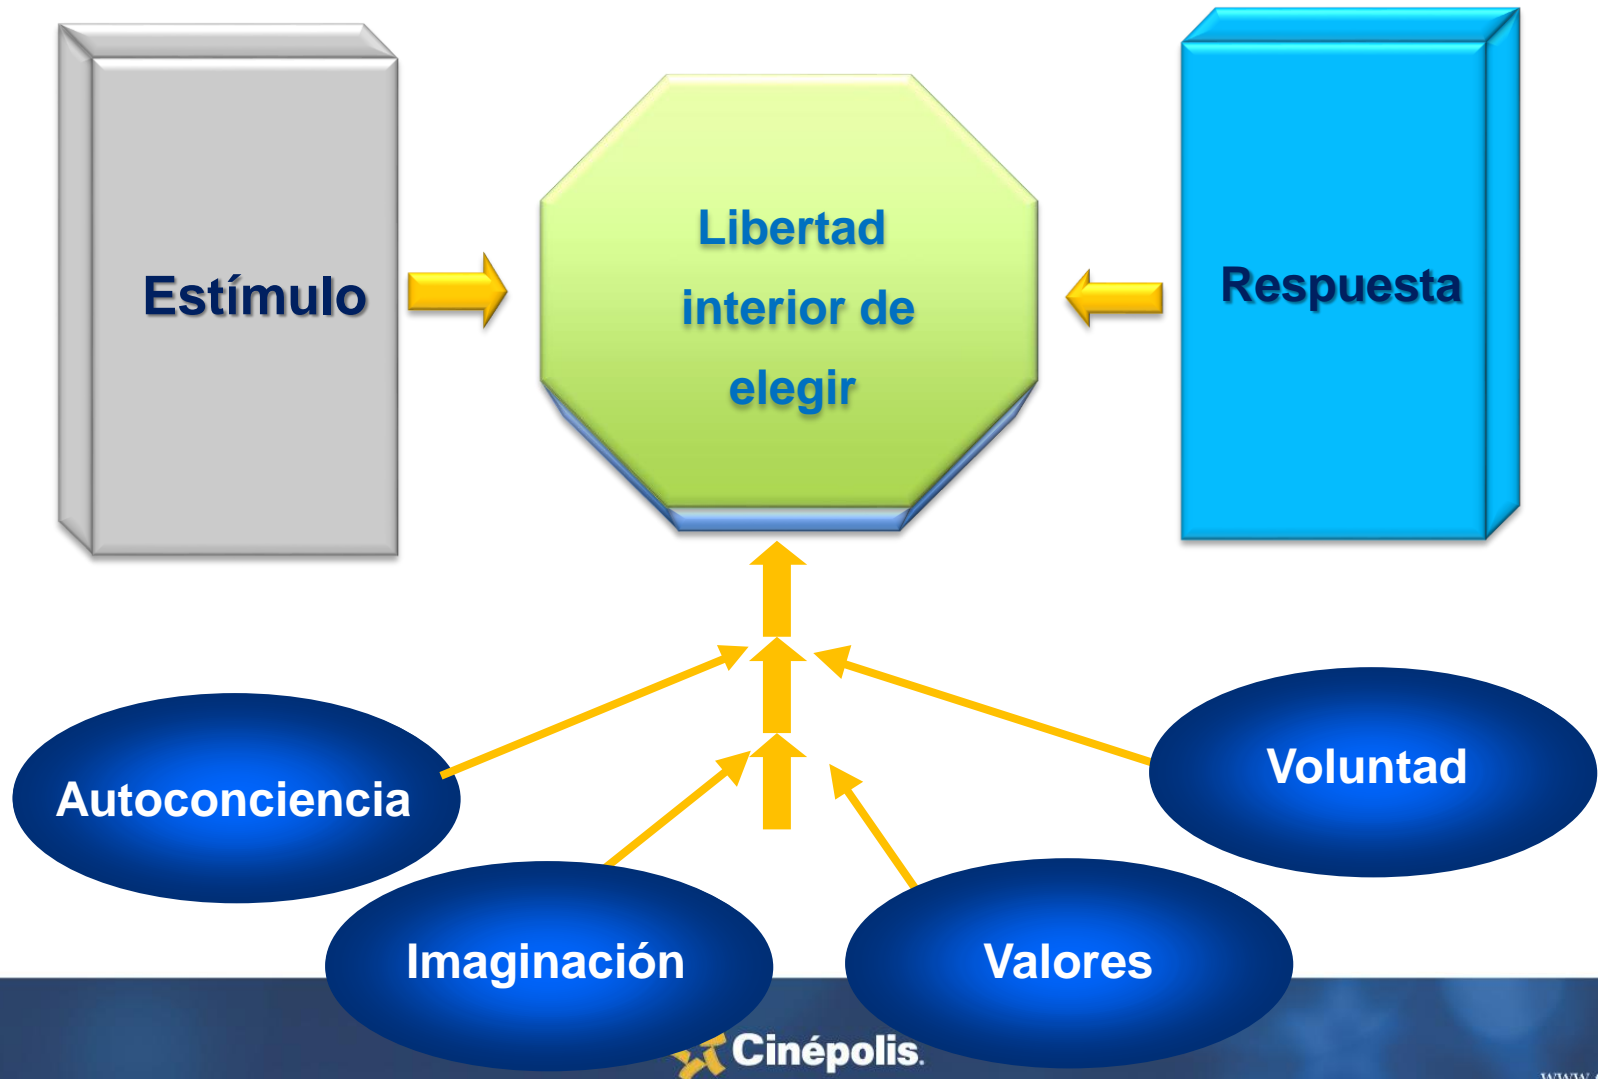 Estímulo
Libertad
interior de
elegir
Respuesta
Autoconciencia
Voluntad
Imaginación
Valores
Cinépolis.